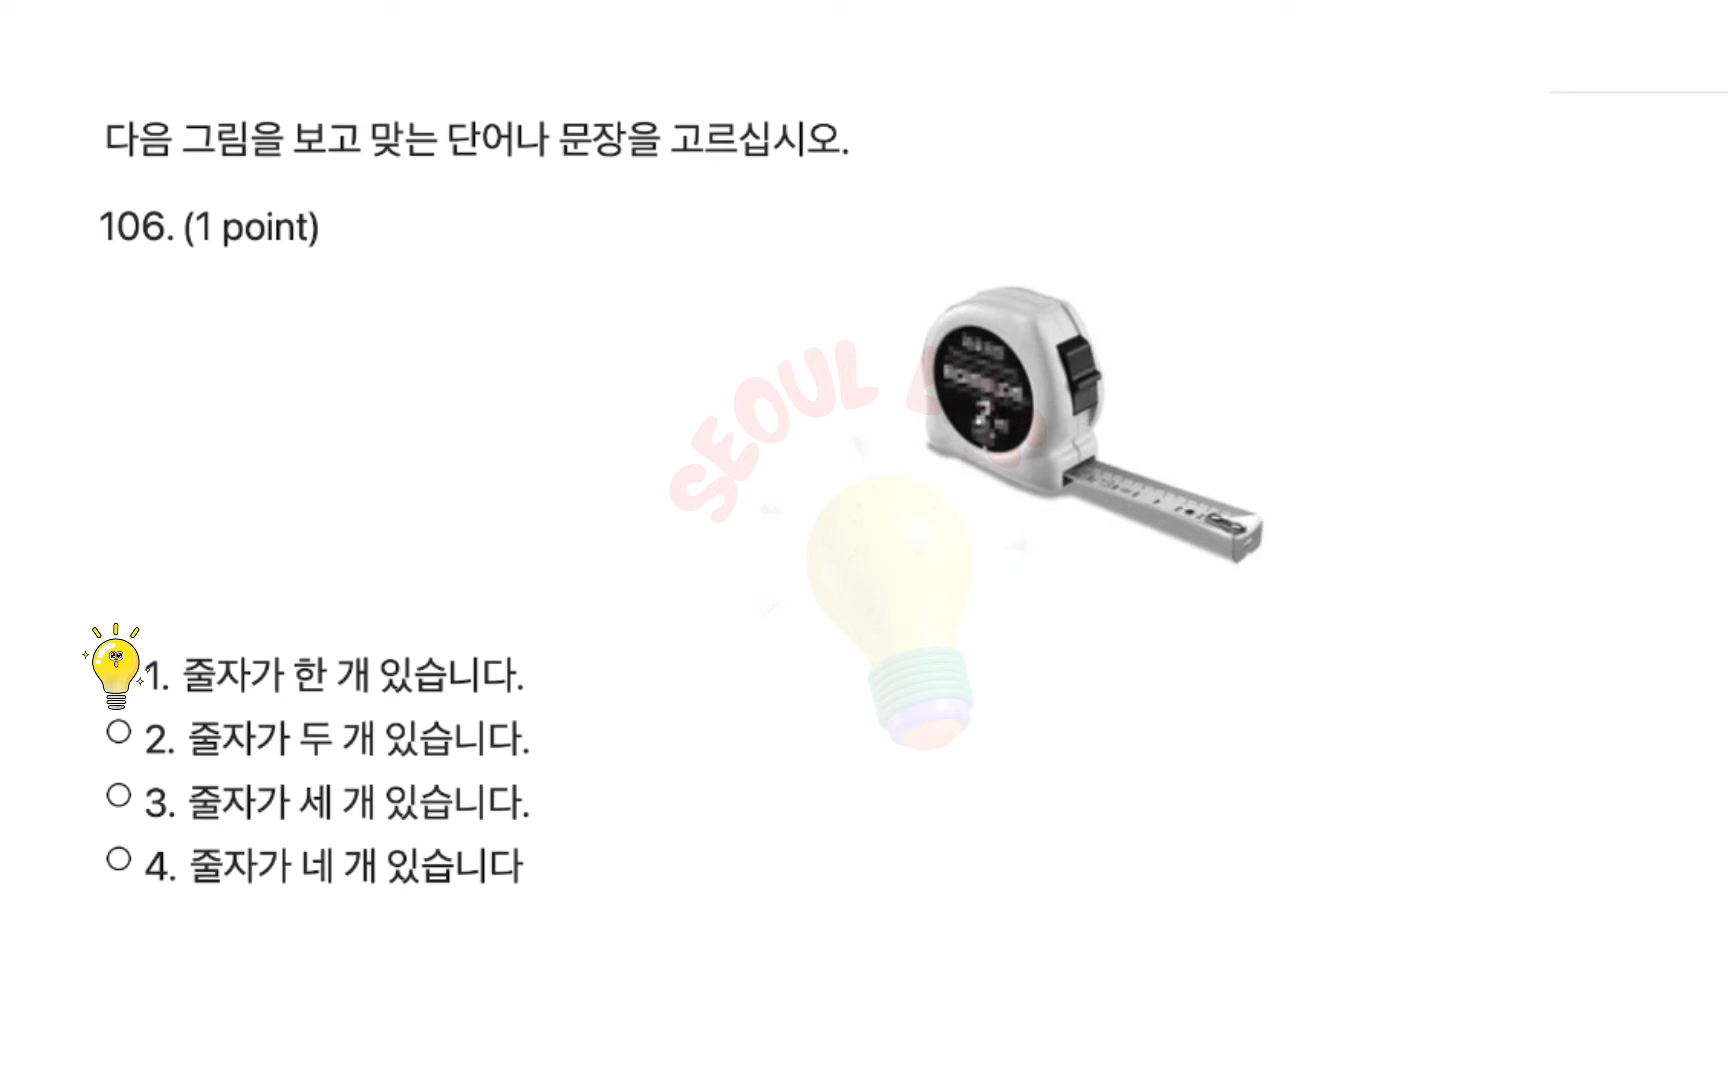 다음 그림을 보고 맞는 단어나 문장을 고르십시오.
106. (1 point)
SEOUL
1. 줄자가 한 개 있습니다.
2. 줄자가 두 개 있습니다.
3. 줄자가 세 개 있습니다.
4. 줄자가 네 개 있습니다